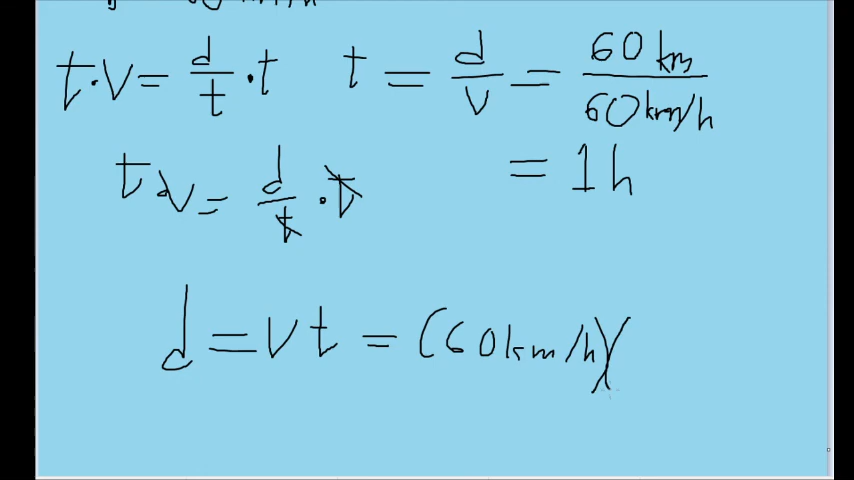 t·v = d/t ·t   t = d/v = 60 km / 60 km/h
= 1 h
t·v = d/t ·t
d = vt = (60 km/h)(